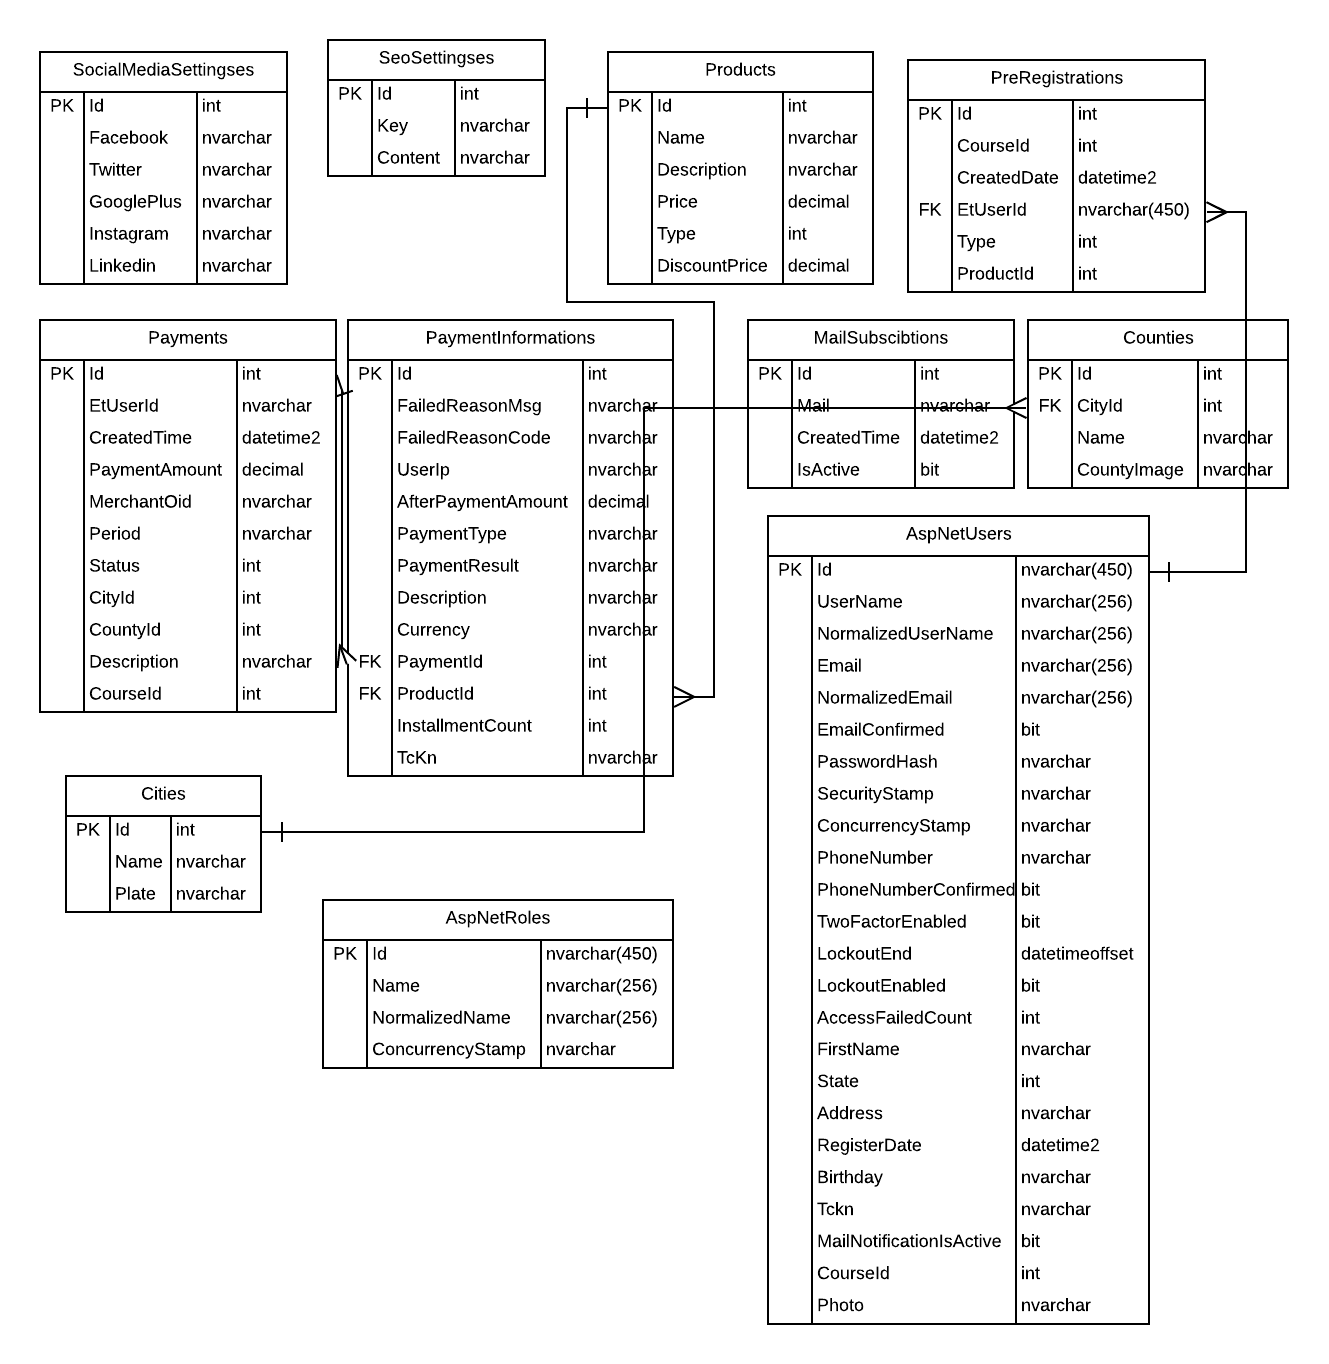 SocialMediaSettingses
PK Id int
Facebook nvarchar
Twitter nvarchar
GooglePlus nvarchar
Instagram nvarchar
Linkedin nvarchar
SeoSettingses
PK Id int
Key nvarchar
Content nvarchar
Products
PK Id int
Name nvarchar
Description nvarchar
Price decimal
Type int
DiscountPrice decimal
PreRegistrations
PK Id int
CourseId int
CreatedDate datetime2
FK EtUserId nvarchar(450)
Type int
ProductId int
Payments
PK Id int
EtUserId nvarchar
CreatedTime datetime2
PaymentAmount decimal
MerchantOid nvarchar
Period nvarchar
Status int
CityId int
CountyId int
Description nvarchar
CourseId int
PaymentInformations
PK Id int
FailedReasonMsg nvarchar
FailedReasonCode nvarchar
UserIp nvarchar
AfterPaymentAmount decimal
PaymentType nvarchar
PaymentResult nvarchar
Description nvarchar
Currency nvarchar
FK PaymentId int
FK ProductId int
InstallmentCount int
TcKn nvarchar
MailSubscibtions
PK Id int
Mail nvarchar
CreatedTime datetime2
IsActive bit
Counties
PK Id int
FK CityId int
Name nvarchar
CountyImage nvarchar
AspNetUsers
PK Id nvarchar(450)
UserName nvarchar(256)
NormalizedUserName nvarchar(256)
Email nvarchar(256)
NormalizedEmail nvarchar(256)
EmailConfirmed bit
PasswordHash nvarchar
SecurityStamp nvarchar
ConcurrencyStamp nvarchar
PhoneNumber nvarchar
PhoneNumberConfirmed bit
TwoFactorEnabled bit
LockoutEnd datetimeoffset
LockoutEnabled bit
AccessFailedCount int
FirstName nvarchar
State int
Address nvarchar
RegisterDate datetime2
Birthday nvarchar
Tckn nvarchar
MailNotificationIsActive bit
CourseId int
Photo nvarchar
Cities
PK Id int
Name nvarchar
Plate nvarchar
AspNetRoles
PK Id nvarchar(450)
Name nvarchar(256)
NormalizedName nvarchar(256)
ConcurrencyStamp nvarchar